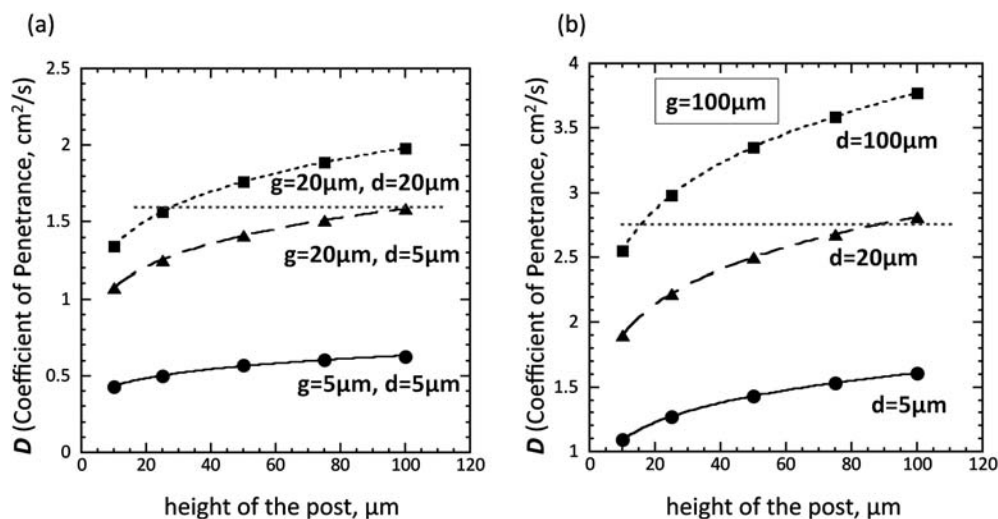 (a)
D (Coefficient of Penetrance, cm²/s)
2.5
2
1.5
1
0.5
0
g=20μm, d=20μm
g=20μm, d=5μm
g=5μm, d=5μm
0 20 40 60 80 100 120
height of the post, μm
(b)
D (Coefficient of Penetrance, cm²/s)
4
3.5
3
2.5
2
1.5
1
g=100μm
d=100μm
d=20μm
d=5μm
0 20 40 60 80 100 120
height of the post, μm